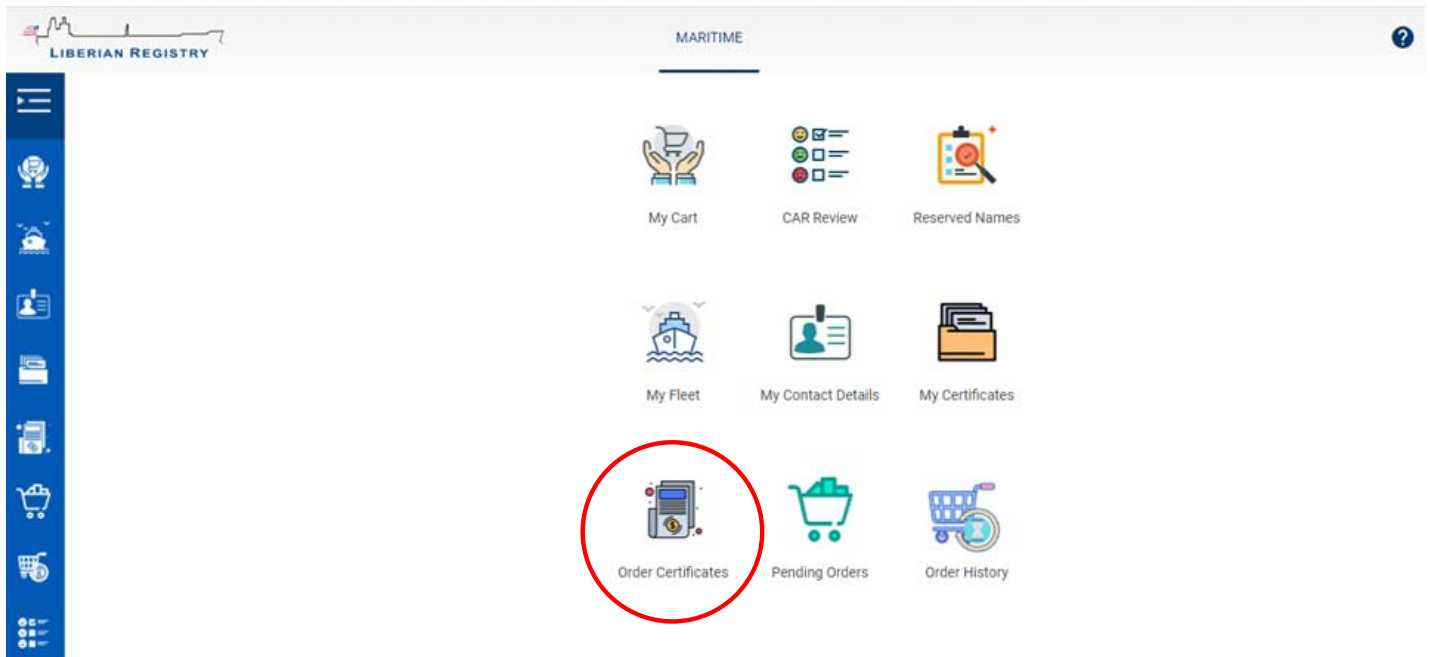 LIBERIAN REGISTRY
MARITIME
?
My Cart
CAR Review
Reserved Names
My Fleet
My Contact Details
My Certificates
Order Certificates
Pending Orders
Order History